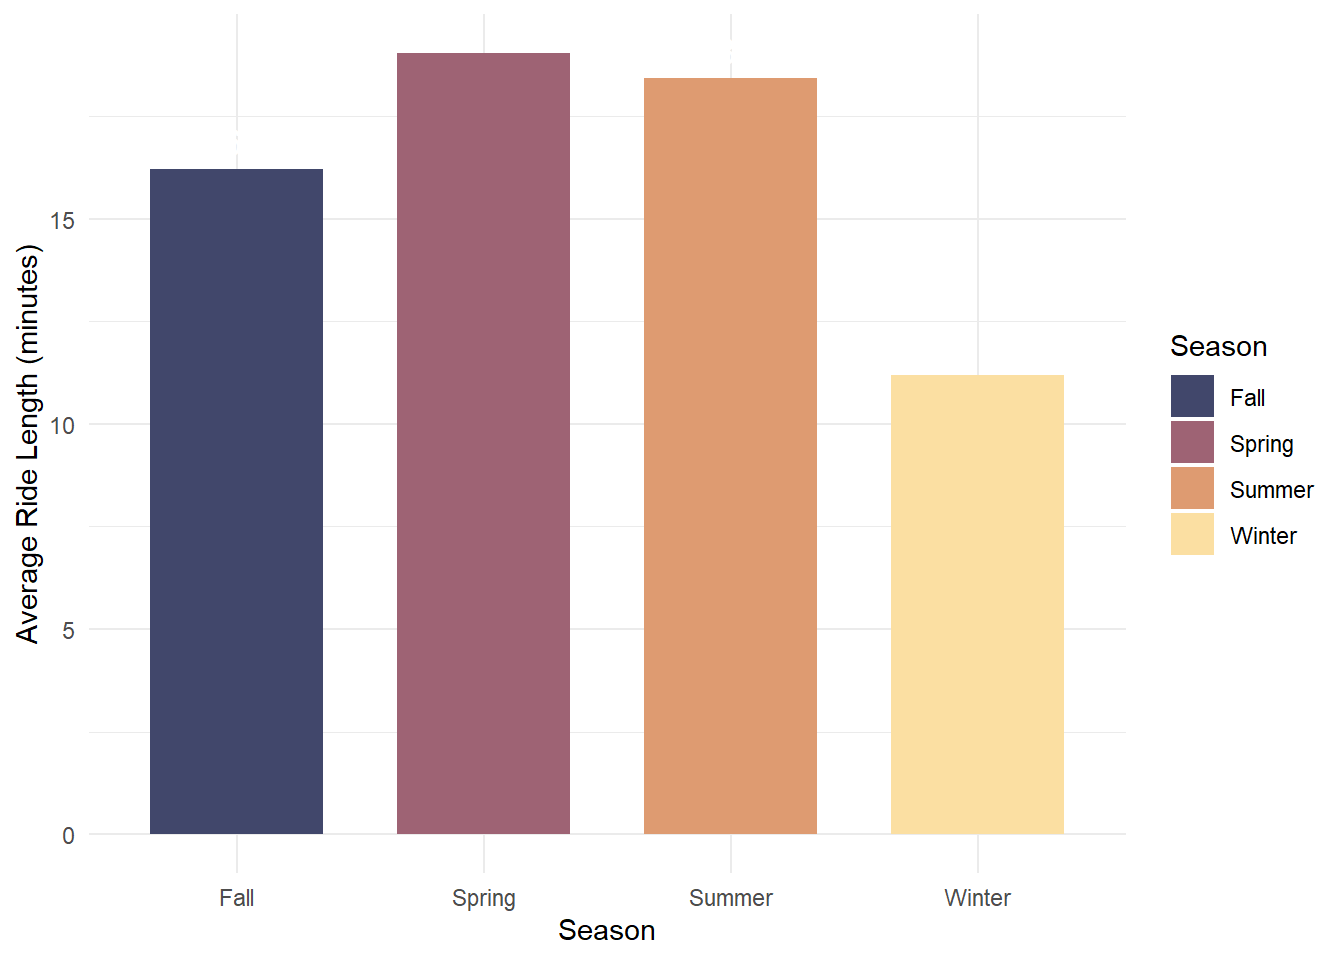 Average Ride Length (minutes)
15
10
5
0
Fall
Spring
Summer
Winter
Season
Season
Fall
Spring
Summer
Winter